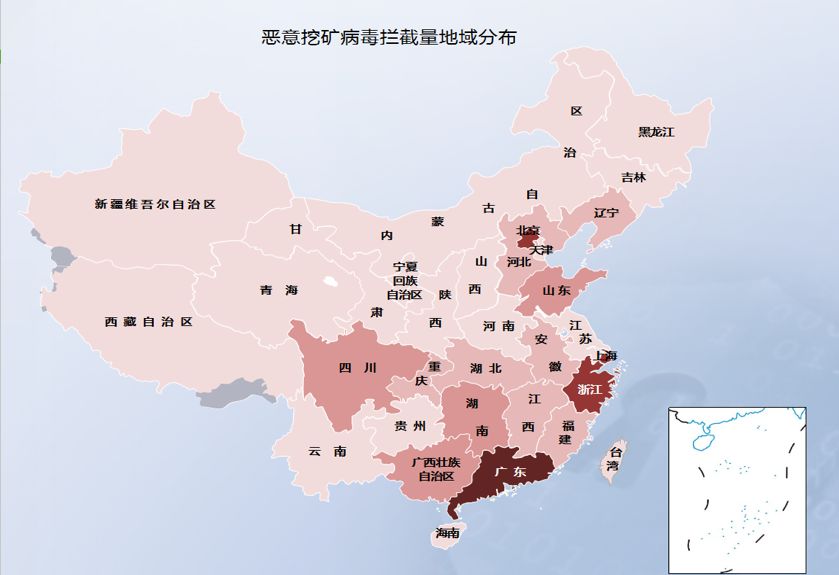 恶意挖矿病毒拦截量地域分布
黑龙江
内蒙古自治区
吉林
新疆维吾尔自治区
辽宁
甘肃
北京
天津
宁夏
回族
自治区
山西
河北
青海
陕西
山东
西藏自治区
河南
江苏
安徽
上海
四川
重庆
湖北
浙江
湖南
江西
贵州
福建
云南
广西壮族
自治区
广东
台湾
海南